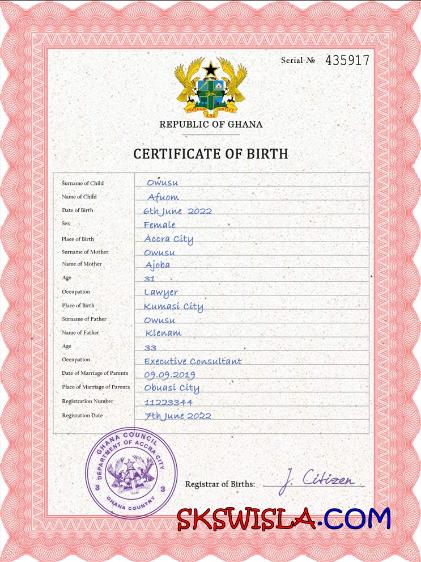 Serial № 435917
REPUBLIC OF GHANA
CERTIFICATE OF BIRTH
Surname of Child Owusu
Name of Child Afuom
Date of Birth 6th June 2022
Sex Female
Place of Birth Accra City
Surname of Mother Owusu
Name of Mother Ajoba
Age 31
Occupation Lawyer
Place of Birth Kumasi City
Surname of Father Owusu
Name of Father Klenam
Age 33
Occupation Executive Consultant
Date of Marriage of Parents 09.09.2019
Place of Marriage of Parents Obuasi City
Registration Number 11223344
Registration Date 7th June 2022
GHANA COUNCIL
DEPARTMENT OF ACCRA CITY
3 3
GHANA COUNTRY
Registrar of Births: J. Citizen
SKSWISLA.COM